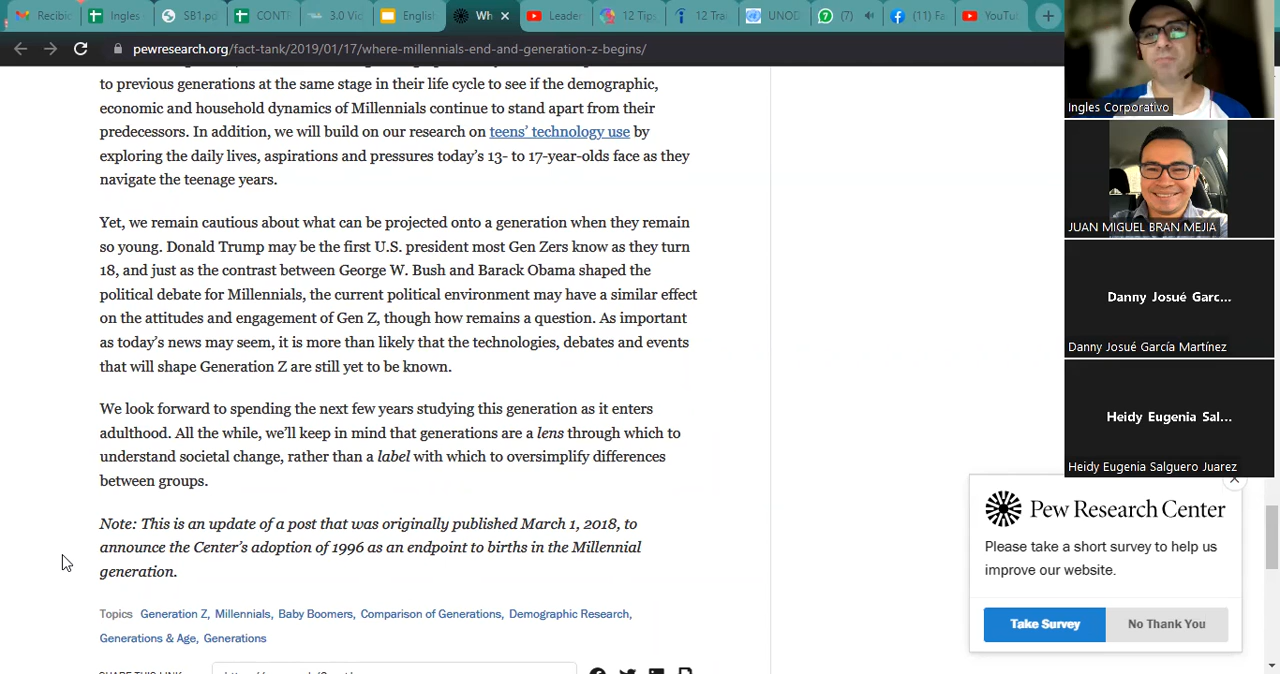 Recibic
Ingles
SB1.pd
CONTF
3.0 Vid
English
Wh
Leader
12 Tips
12 Tra
UNOD
(7)
(11) Fa
YouTu
pewresearch.org/fact-tank/2019/01/17/where-millennials-end-and-generation-z-begins/
to previous generations at the same stage in their life cycle to see if the demographic,
economic and household dynamics of Millennials continue to stand apart from their
predecessors. In addition, we will build on our research on teens’ technology use by
exploring the daily lives, aspirations and pressures today’s 13- to 17-year-olds face as they
navigate the teenage years.
Yet, we remain cautious about what can be projected onto a generation when they remain
so young. Donald Trump may be the first U.S. president most Gen Zers know as they turn
18, and just as the contrast between George W. Bush and Barack Obama shaped the
political debate for Millennials, the current political environment may have a similar effect
on the attitudes and engagement of Gen Z, though how remains a question. As important
as today’s news may seem, it is more than likely that the technologies, debates and events
that will shape Generation Z are still yet to be known.
We look forward to spending the next few years studying this generation as it enters
adulthood. All the while, we’ll keep in mind that generations are a lens through which to
understand societal change, rather than a label with which to oversimplify differences
between groups.
Note: This is an update of a post that was originally published March 1, 2018, to
announce the Center’s adoption of 1996 as an endpoint to births in the Millennial
generation.
Topics Generation Z, Millennials, Baby Boomers, Comparison of Generations, Demographic Research,
Generations & Age, Generations
SHARE THIS LINK
Ingles Corporativo
JUAN MIGUEL BRAN MEJIA
Danny Josué Garc...
Danny Josué García Martínez
Heidy Eugenia Sal...
Heidy Eugenia Salguero Juarez
Pew Research Center
Please take a short survey to help us
improve our website.
Take Survey
No Thank You